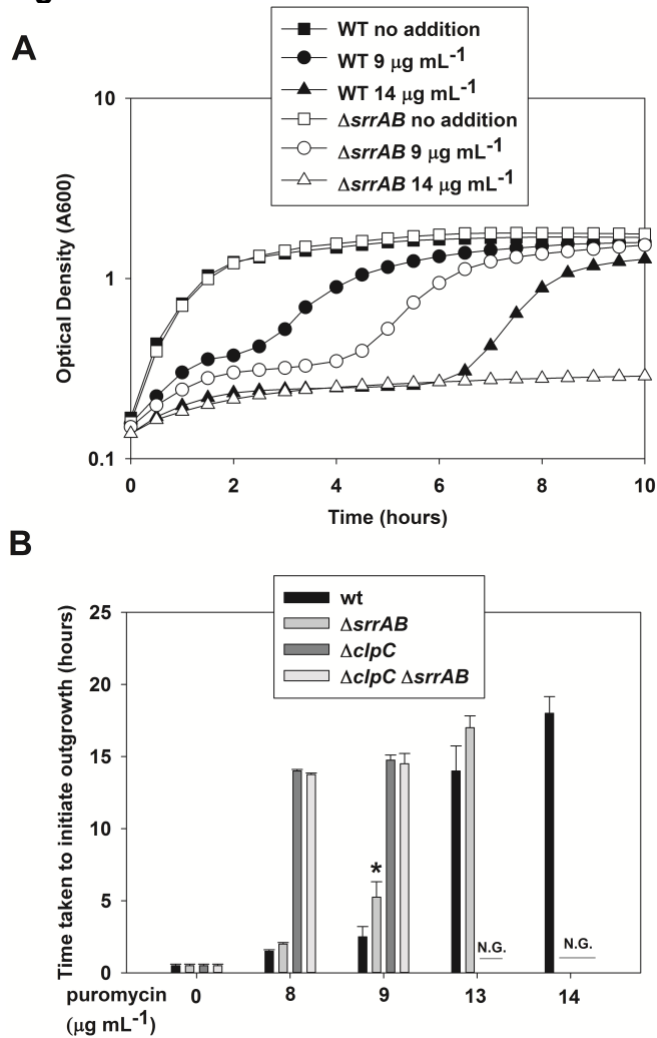 A
WT no addition
WT 9 µg mL-1
WT 14 µg mL-1
ΔsrrAB no addition
ΔsrrAB 9 µg mL-1
ΔsrrAB 14 µg mL-1
10
1
0.1
Optical Density (A600)
0 2 4 6 8 10
Time (hours)
B
wt
ΔsrrAB
ΔclpC
ΔclpC ΔsrrAB
25
20
15
10
5
0
Time taken to initiate outgrowth (hours)
*
N.G.
N.G.
puromycin 0 8 9 13 14
(µg mL-1)